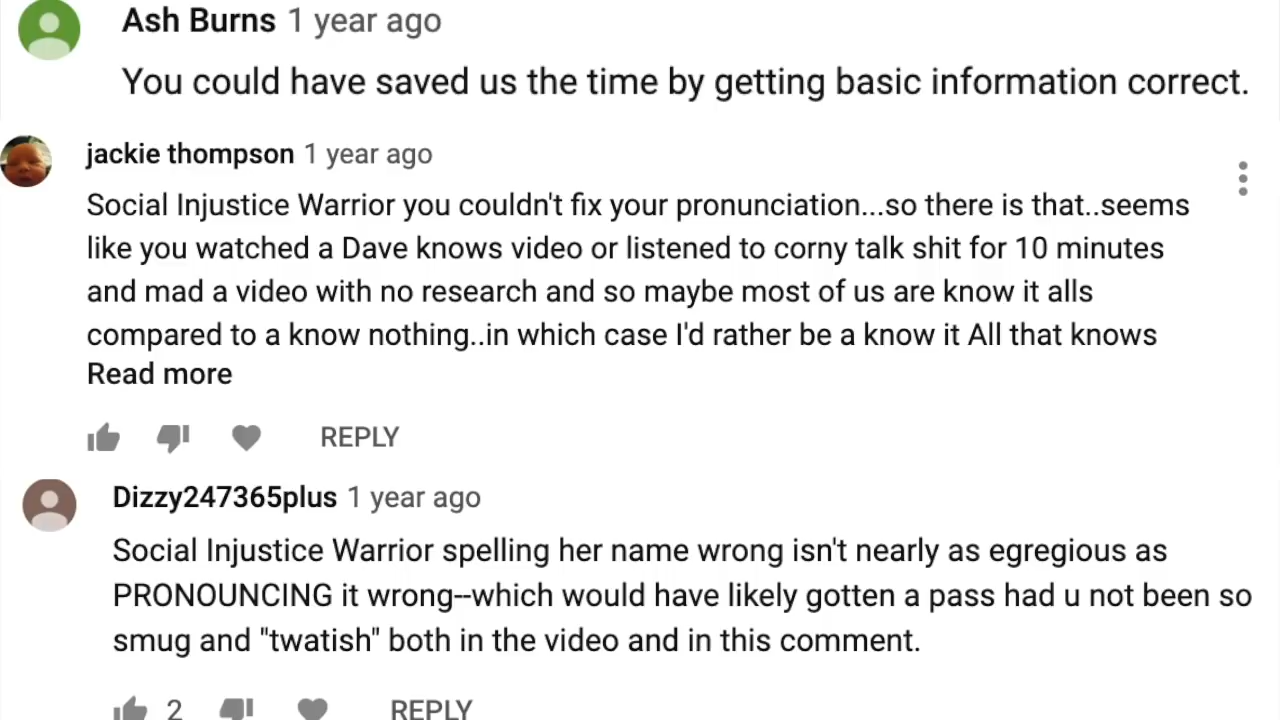 Ash Burns 1 year ago
You could have saved us the time by getting basic information correct.
jackie thompson 1 year ago
Social Injustice Warrior you couldn't fix your pronunciation...so there is that..seems
like you watched a Dave knows video or listened to corny talk shit for 10 minutes
and mad a video with no research and so maybe most of us are know it alls
compared to a know nothing..in which case I'd rather be a know it All that knows
Read more
REPLY
Dizzy247365plus 1 year ago
Social Injustice Warrior spelling her name wrong isn't nearly as egregious as
PRONOUNCING it wrong--which would have likely gotten a pass had u not been so
smug and "twatish" both in the video and in this comment.
2 REPLY